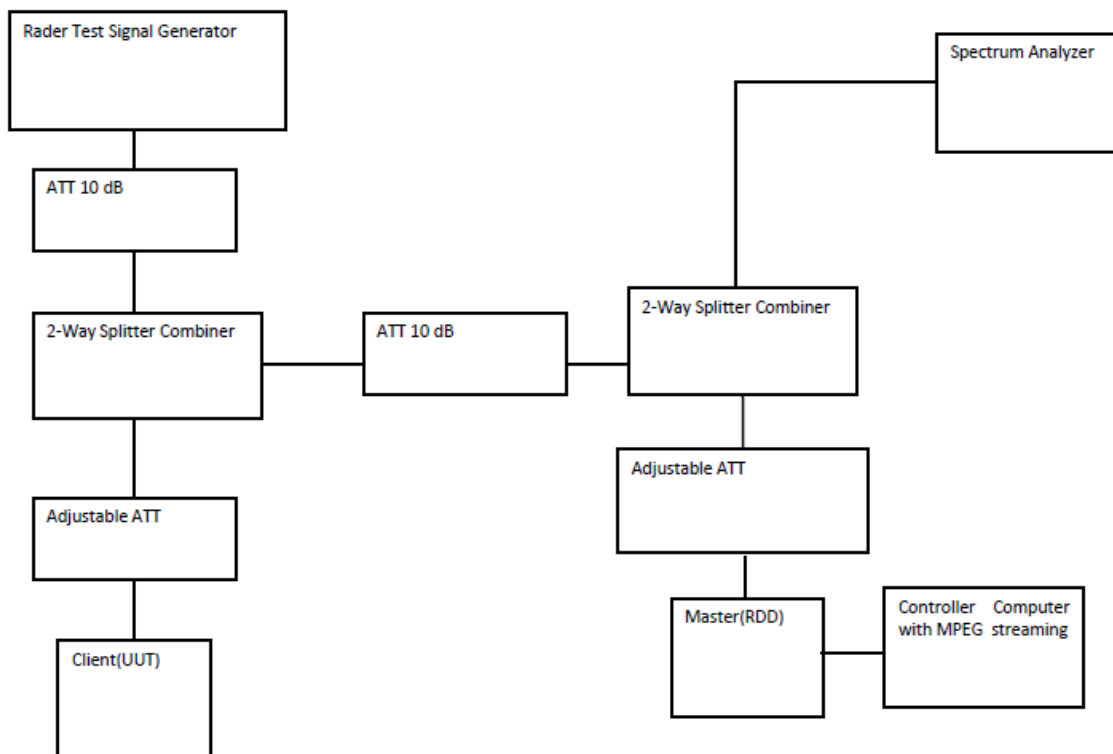 Rader Test Signal Generator
Spectrum Analyzer
ATT 10 dB
2-Way Splitter Combiner
ATT 10 dB
2-Way Splitter Combiner
Adjustable ATT
Adjustable ATT
Client(UUT)
Master(RDD)
Controller Computer
with MPEG streaming